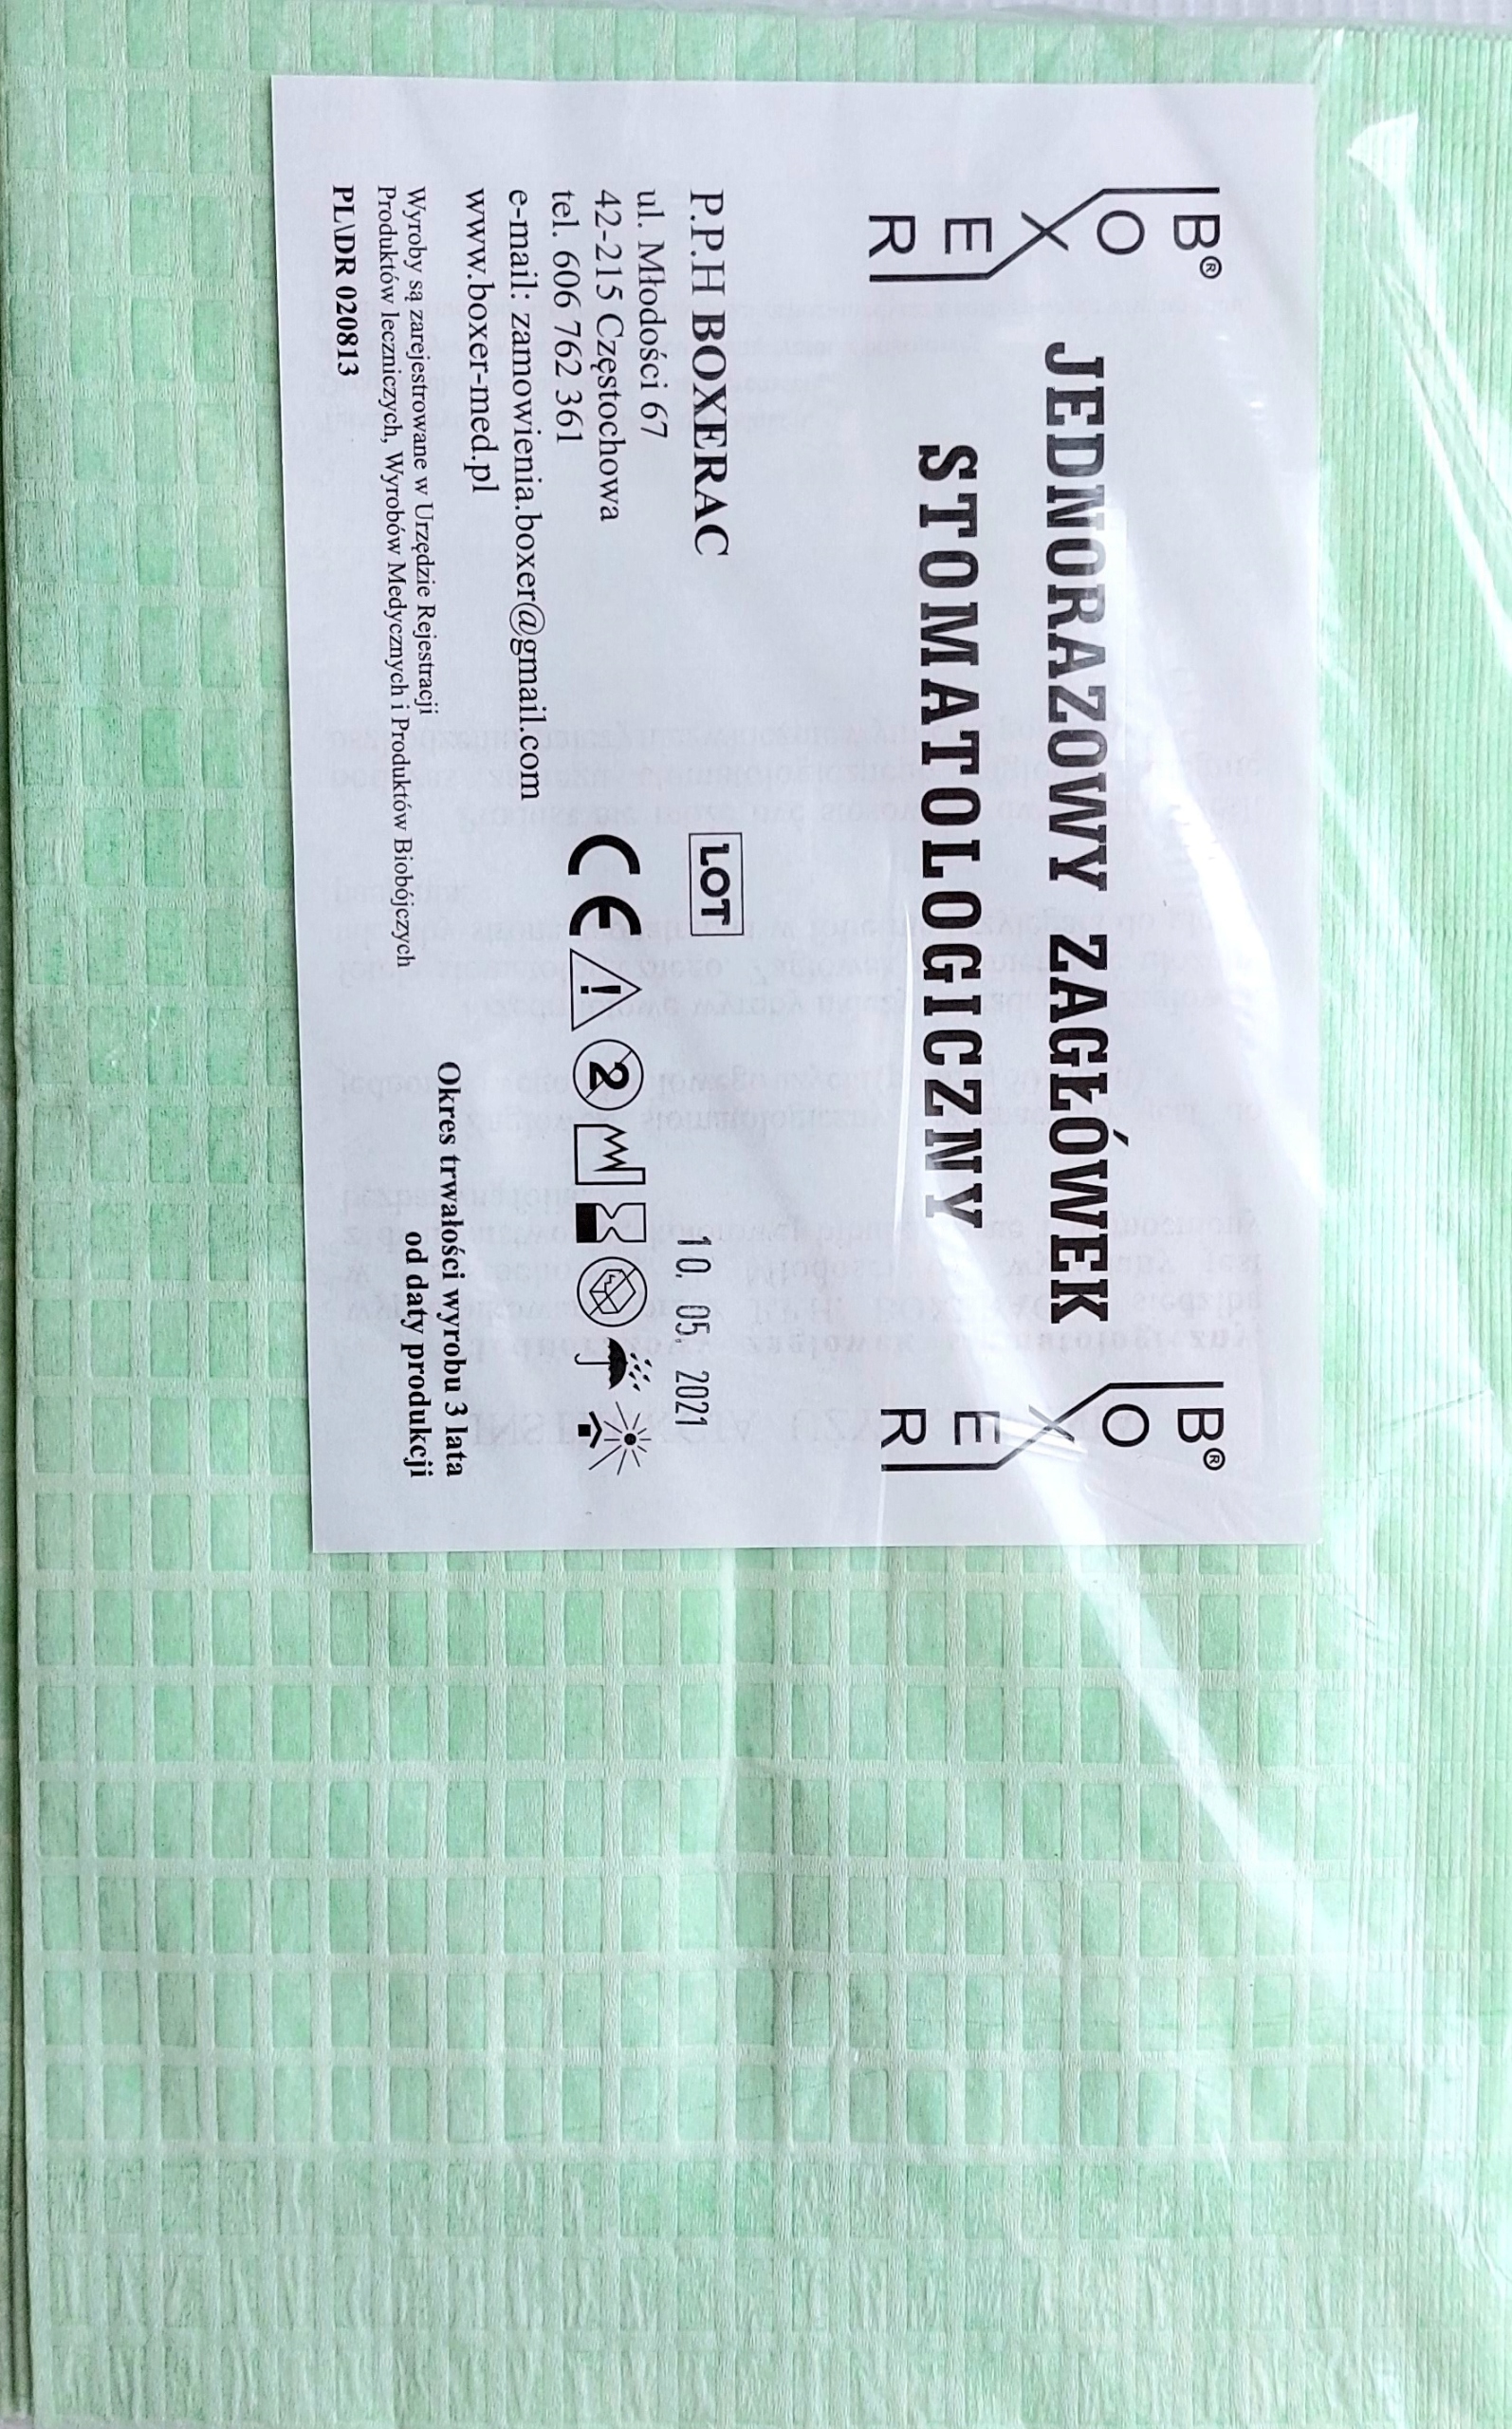 BOXER®
JEDNORAZOWY ZAGŁÓWEK
STOMATOLOGICZNY
BOXER®
P.P.H BOXERAC
ul. Młodości 67
42-215 Częstochowa
tel. 606 762 361
e-mail: zamowienia.boxer@gmail.com
www.boxer-med.pl
LOT
10. 05. 2021
CE
2
Wyroby są zarejestrowane w Urzędzie Rejestracji
Produktów leczniczych, Wyrobów Medycznych i Produktów Biobójczych
PL\DR 020813
Okres trwałości wyrobu 3 lata
od daty produkcji